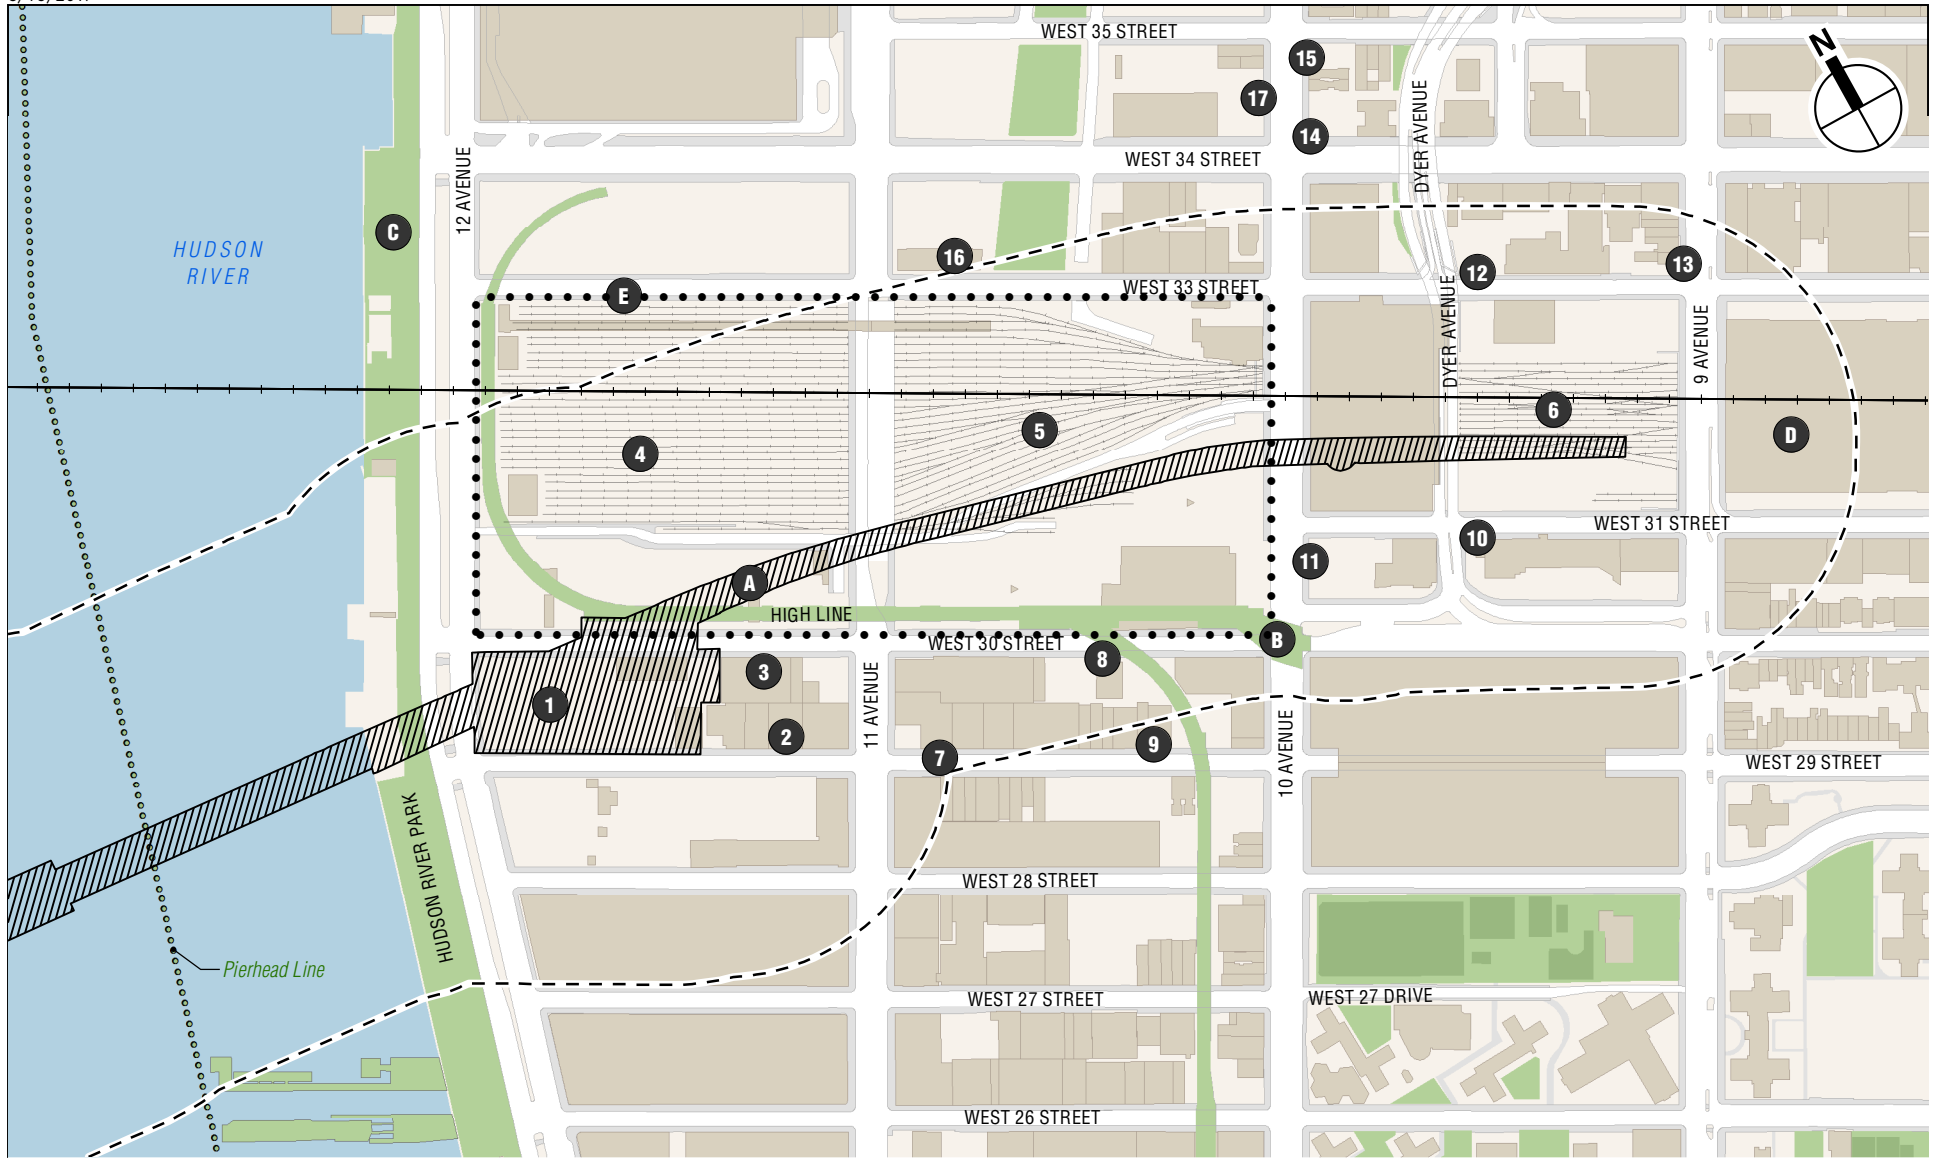 WEST 35 STREET
N
15
17
14
DYER AVENUE
WEST 34 STREET
12 AVENUE
C
HUDSON
RIVER
16
12
13
WEST 33 STREET
E
DYER AVENUE
9 AVENUE
6
5
D
4
WEST 31 STREET
10
11
A
HIGH LINE
B
WEST 30 STREET
8
3
1
2
11 AVENUE
7
9
10 AVENUE
WEST 29 STREET
HUDSON RIVER PARK
WEST 28 STREET
Pierhead Line
WEST 27 STREET
WEST 27 DRIVE
WEST 26 STREET